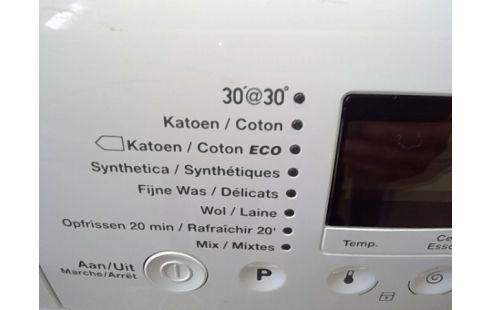 30'@30°
Katoen / Coton
Katoen / Coton ECO
Synthetica / Synthétiques
Fijne Was / Délicats
Wol / Laine
Opfrissen 20 min / Rafraîchir 20'
Mix / Mixtes
Aan/Uit
Marche/Arrêt
P
Temp.